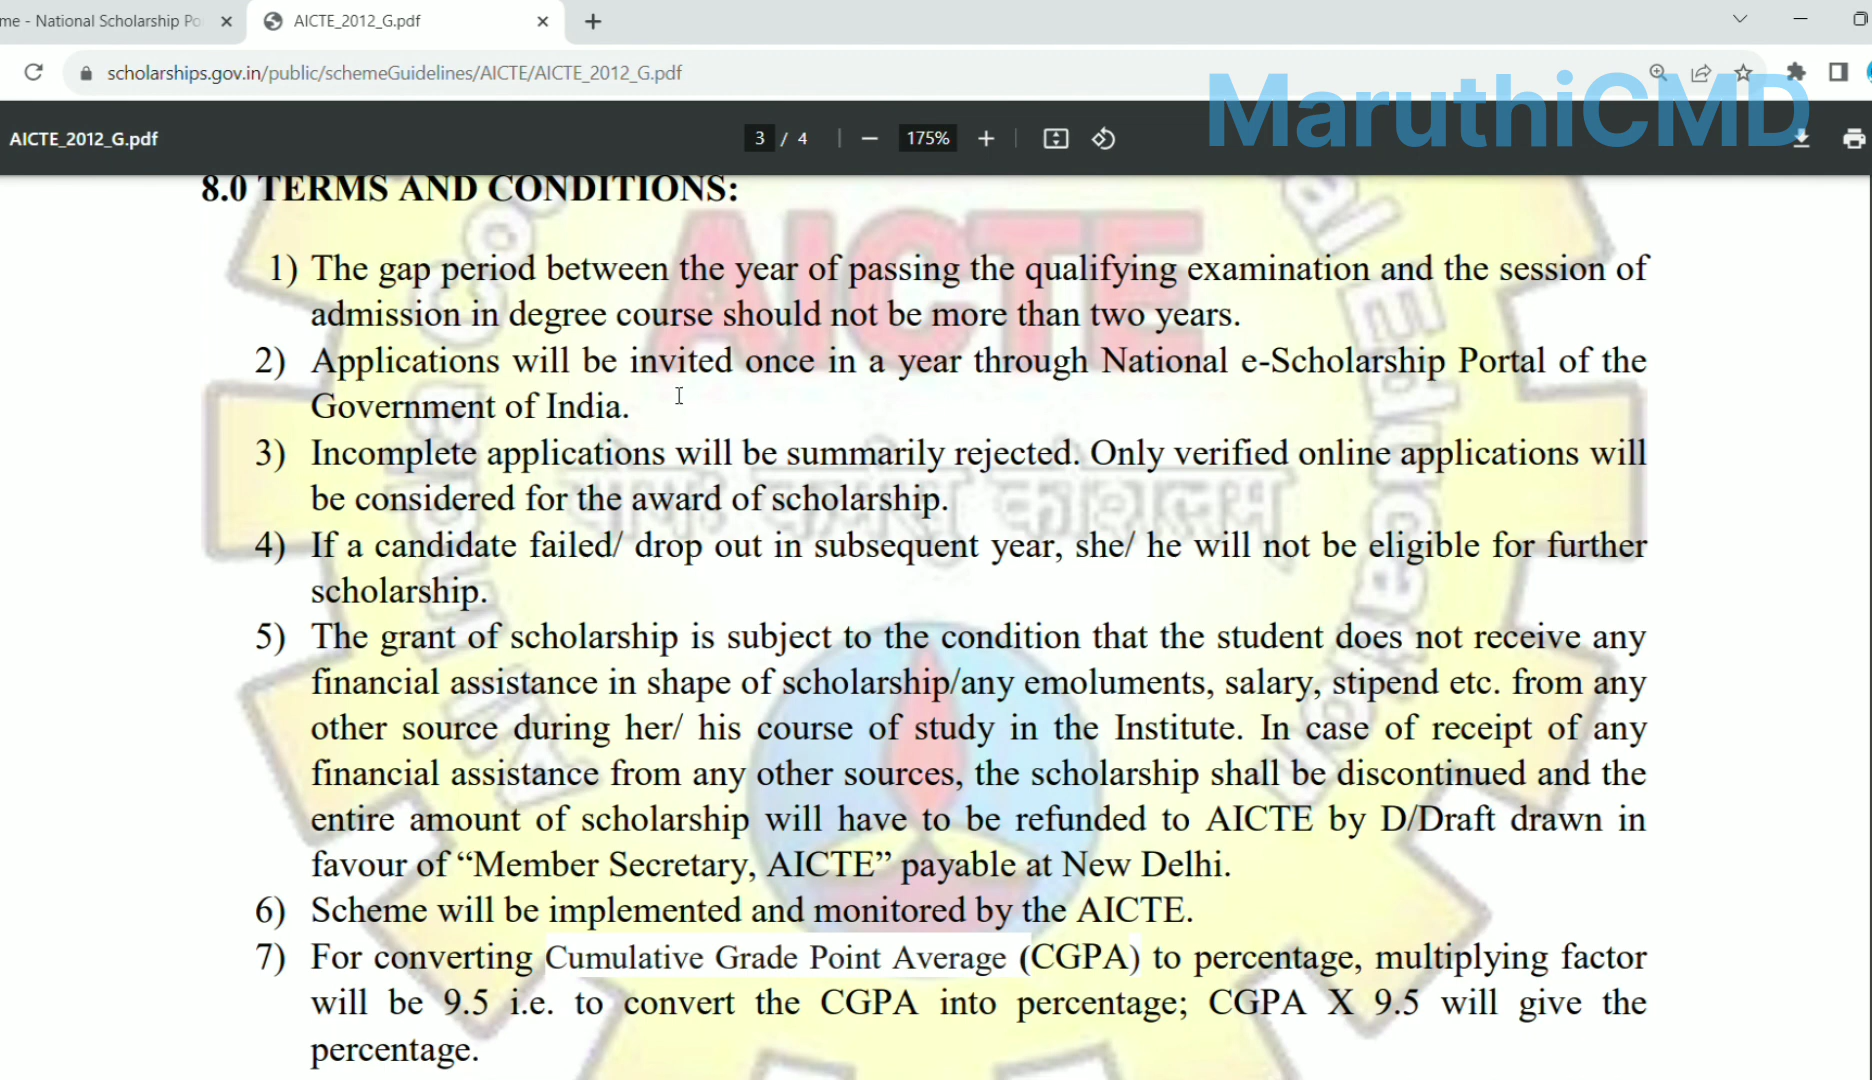 me - National Scholarship Po
AICTE_2012_G.pdf
scholarships.gov.in/public/schemeGuidelines/AICTE/AICTE_2012_G.pdf
MaruthiCMD
AICTE_2012_G.pdf
3 / 4
175%
8.0 TERMS AND CONDITIONS:
AICTE
1) The gap period between the year of passing the qualifying examination and the session of
admission in degree course should not be more than two years.
2) Applications will be invited once in a year through National e-Scholarship Portal of the
Government of India.
3) Incomplete applications will be summarily rejected. Only verified online applications will
be considered for the award of scholarship.
4) If a candidate failed/ drop out in subsequent year, she/ he will not be eligible for further
scholarship.
5) The grant of scholarship is subject to the condition that the student does not receive any
financial assistance in shape of scholarship/any emoluments, salary, stipend etc. from any
other source during her/ his course of study in the Institute. In case of receipt of any
financial assistance from any other sources, the scholarship shall be discontinued and the
entire amount of scholarship will have to be refunded to AICTE by D/Draft drawn in
favour of “Member Secretary, AICTE” payable at New Delhi.
6) Scheme will be implemented and monitored by the AICTE.
7) For converting Cumulative Grade Point Average (CGPA) to percentage, multiplying factor
will be 9.5 i.e. to convert the CGPA into percentage; CGPA X 9.5 will give the
percentage.